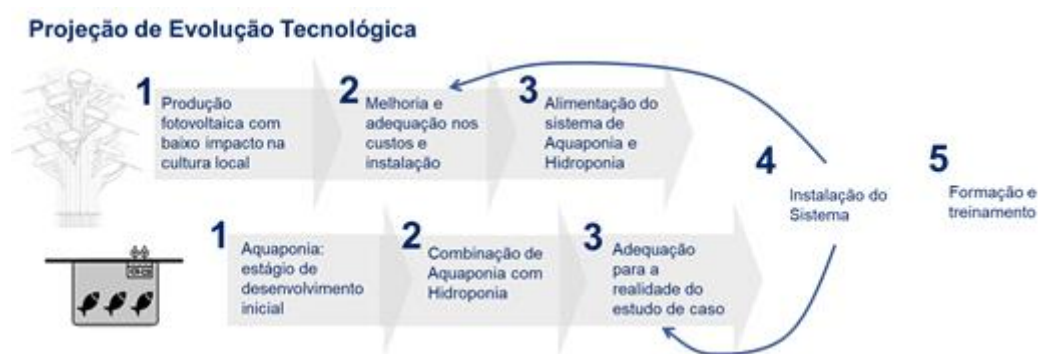 Projeção de Evolução Tecnológica
1
Produção
fotovoltaica com
baixo impacto na
cultura local
2
Melhoria e
adequação nos
custos e
instalação
3
Alimentação do
sistema de
Aquaponia e
Hidroponia
4
Instalação do
Sistema
5
Formação e
treinamento
1
Aquaponia:
estágio de
desenvolvimento
inicial
2
Combinação de
Aquaponia com
Hidroponia
3
Adequação
para a
realidade do
estudo de caso